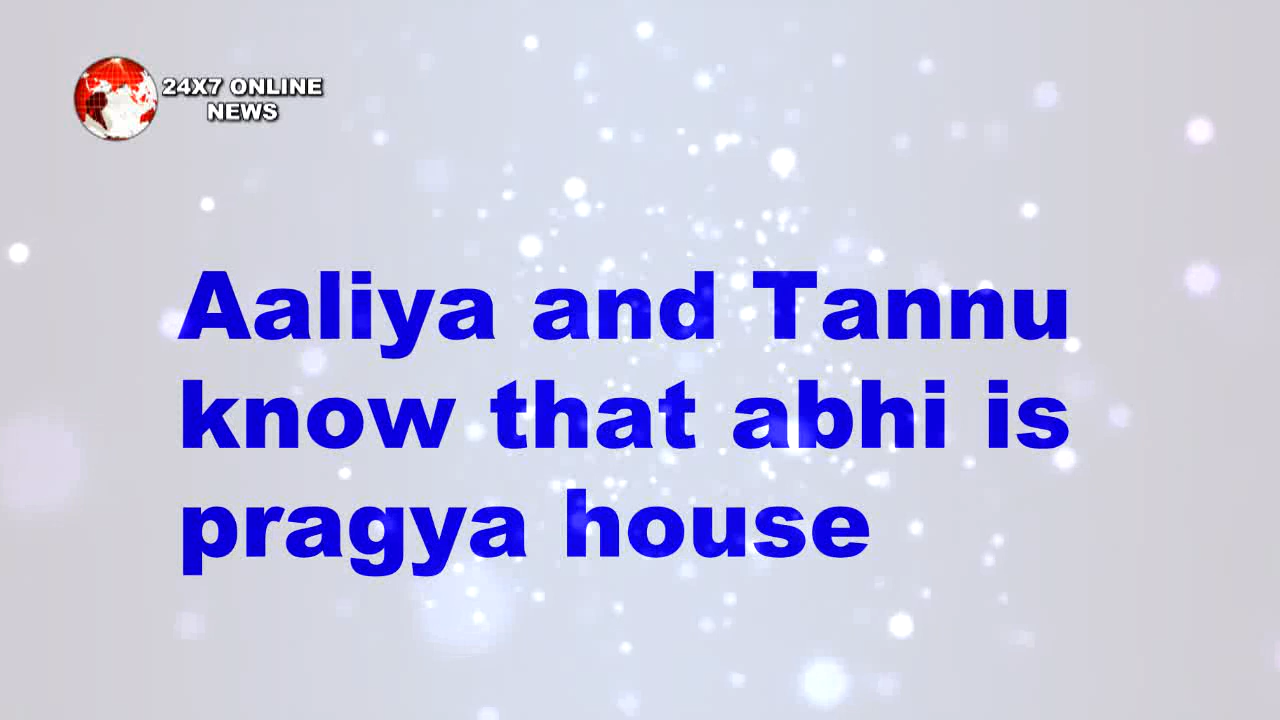 24X7 ONLINE
NEWS
Aaliya and Tannu
know that abhi is
pragya house